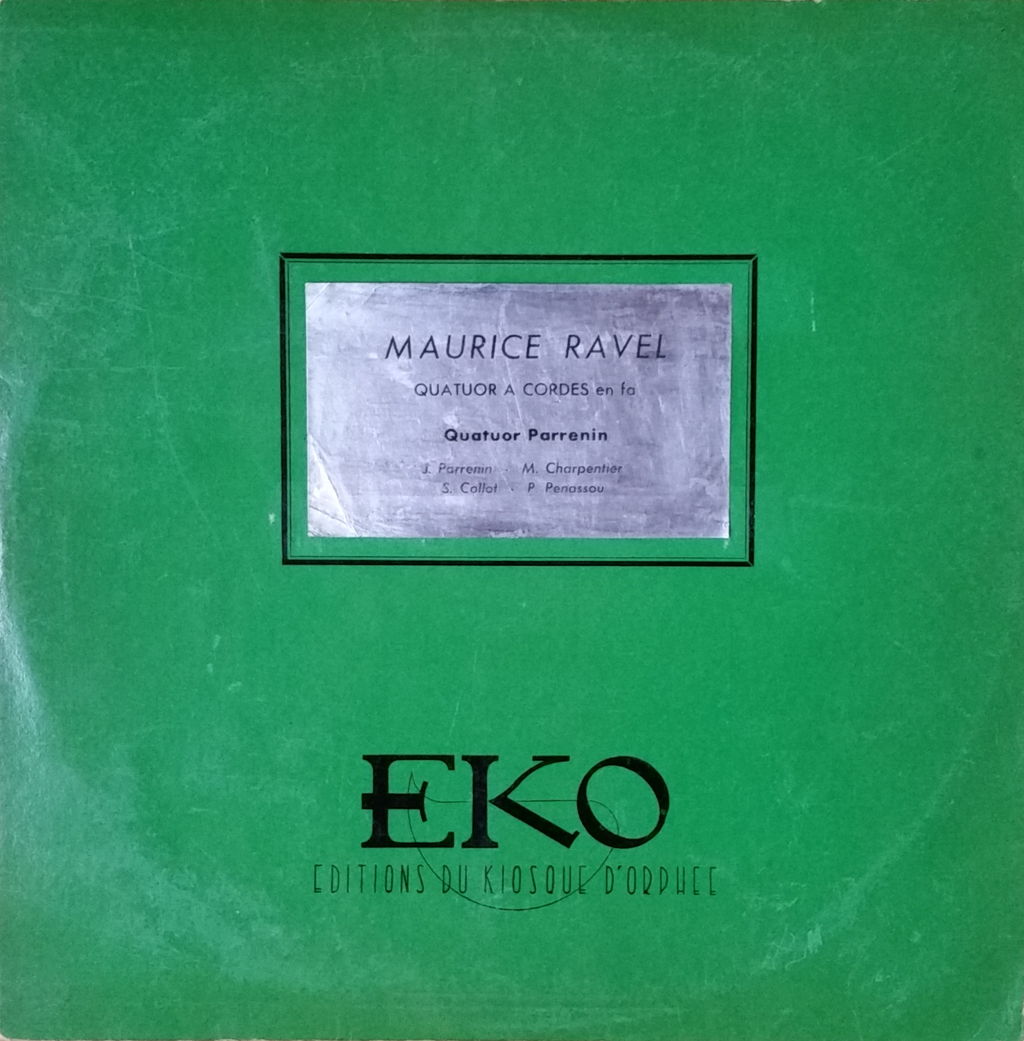 MAURICE RAVEL
QUATUOR A CORDES en fa
Quatuor Parrenin
J. Parrenin . M. Charpentier
S. Collot . P. Penassou
EKO
EDITIONS DU KIOSQUE D'ORPHEE